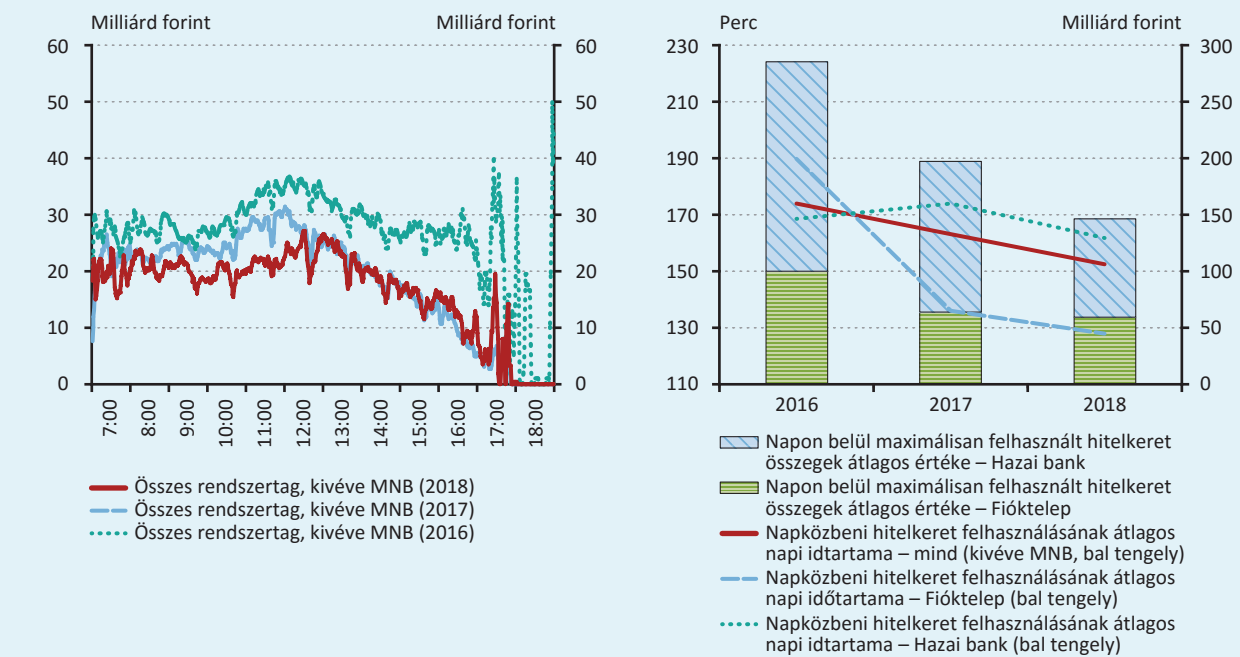 Milliárd forint
Milliárd forint
60
50
40
30
20
10
0
60
50
40
30
20
10
0
7:00
8:00
9:00
10:00
11:00
12:00
13:00
14:00
15:00
16:00
17:00
18:00
Összes rendszertag, kivéve MNB (2018)
Összes rendszertag, kivéve MNB (2017)
Összes rendszertag, kivéve MNB (2016)
Perc
Milliárd forint
230
210
190
170
150
130
110
300
250
200
150
100
50
0
2016
2017
2018
Napon belül maximálisan felhasznált hitelkeret
összegek átlagos értéke – Hazai bank
Napon belül maximálisan felhasznált hitelkeret
összegek átlagos értéke – Fióktelep
Napközbeni hitelkeret felhasználásának átlagos
napi idtartama – mind (kivéve MNB, bal tengely)
Napközbeni hitelkeret felhasználásának átlagos
napi időtartama – Fióktelep (bal tengely)
Napközbeni hitelkeret felhasználásának átlagos
napi idtartama – Hazai bank (bal tengely)